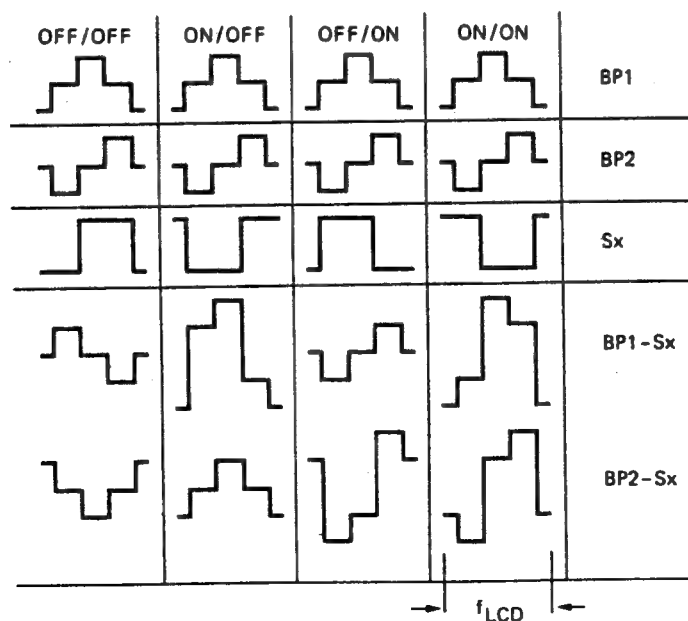 OFF/OFF ON/OFF OFF/ON ON/ON
BP1
BP2
Sx
BP1-Sx
BP2-Sx
fLCD